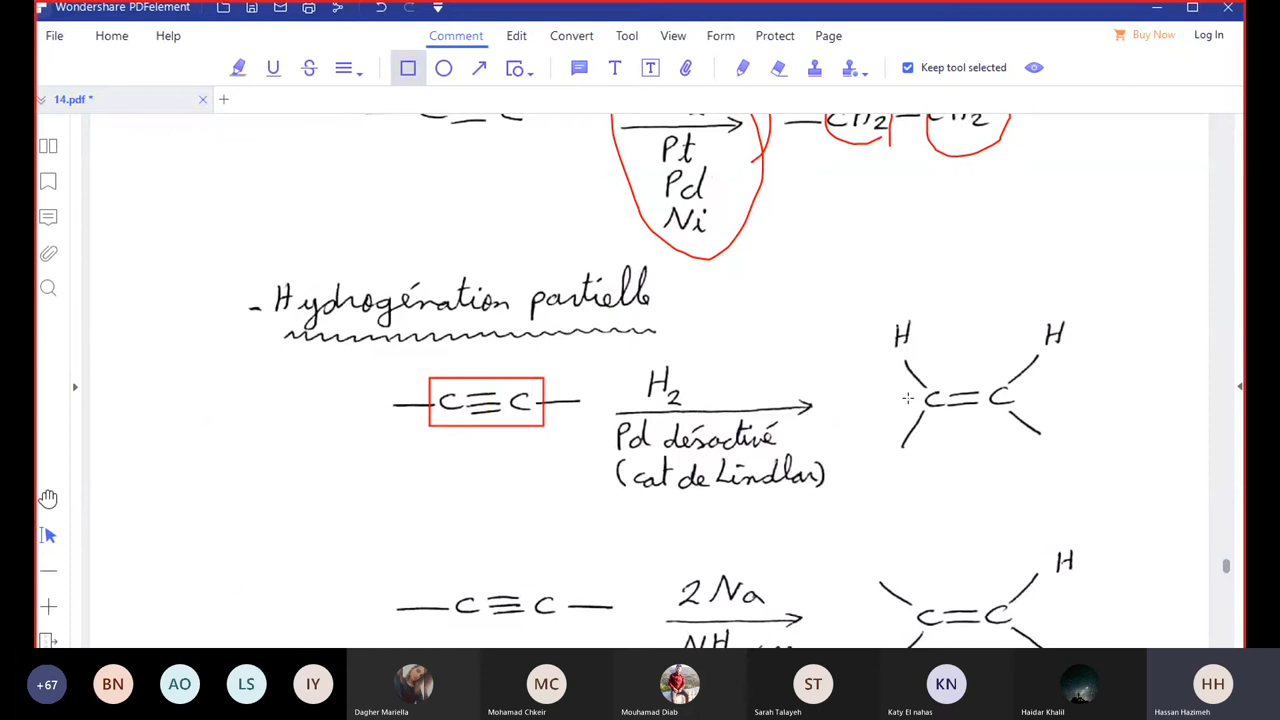 Wondershare PDFelement
File Home Help Comment Edit Convert Tool View Form Protect Page Buy Now Log In
Keep tool selected
14.pdf *
Pt
Pd
Ni
- Hydrogénation partielle
H H
—C≡C— H2 C=C
Pd désactivé
(cat de Lindlar)
H
—C≡C— 2 Na C=C
NH
+67 BN AO LS IY MC ST KN HH
Dagher Mariella Mohamad Chkeir Mouhamad Diab Sarah Talayeh Katy El nahas Haidar Khalil Hassan Hazimeh